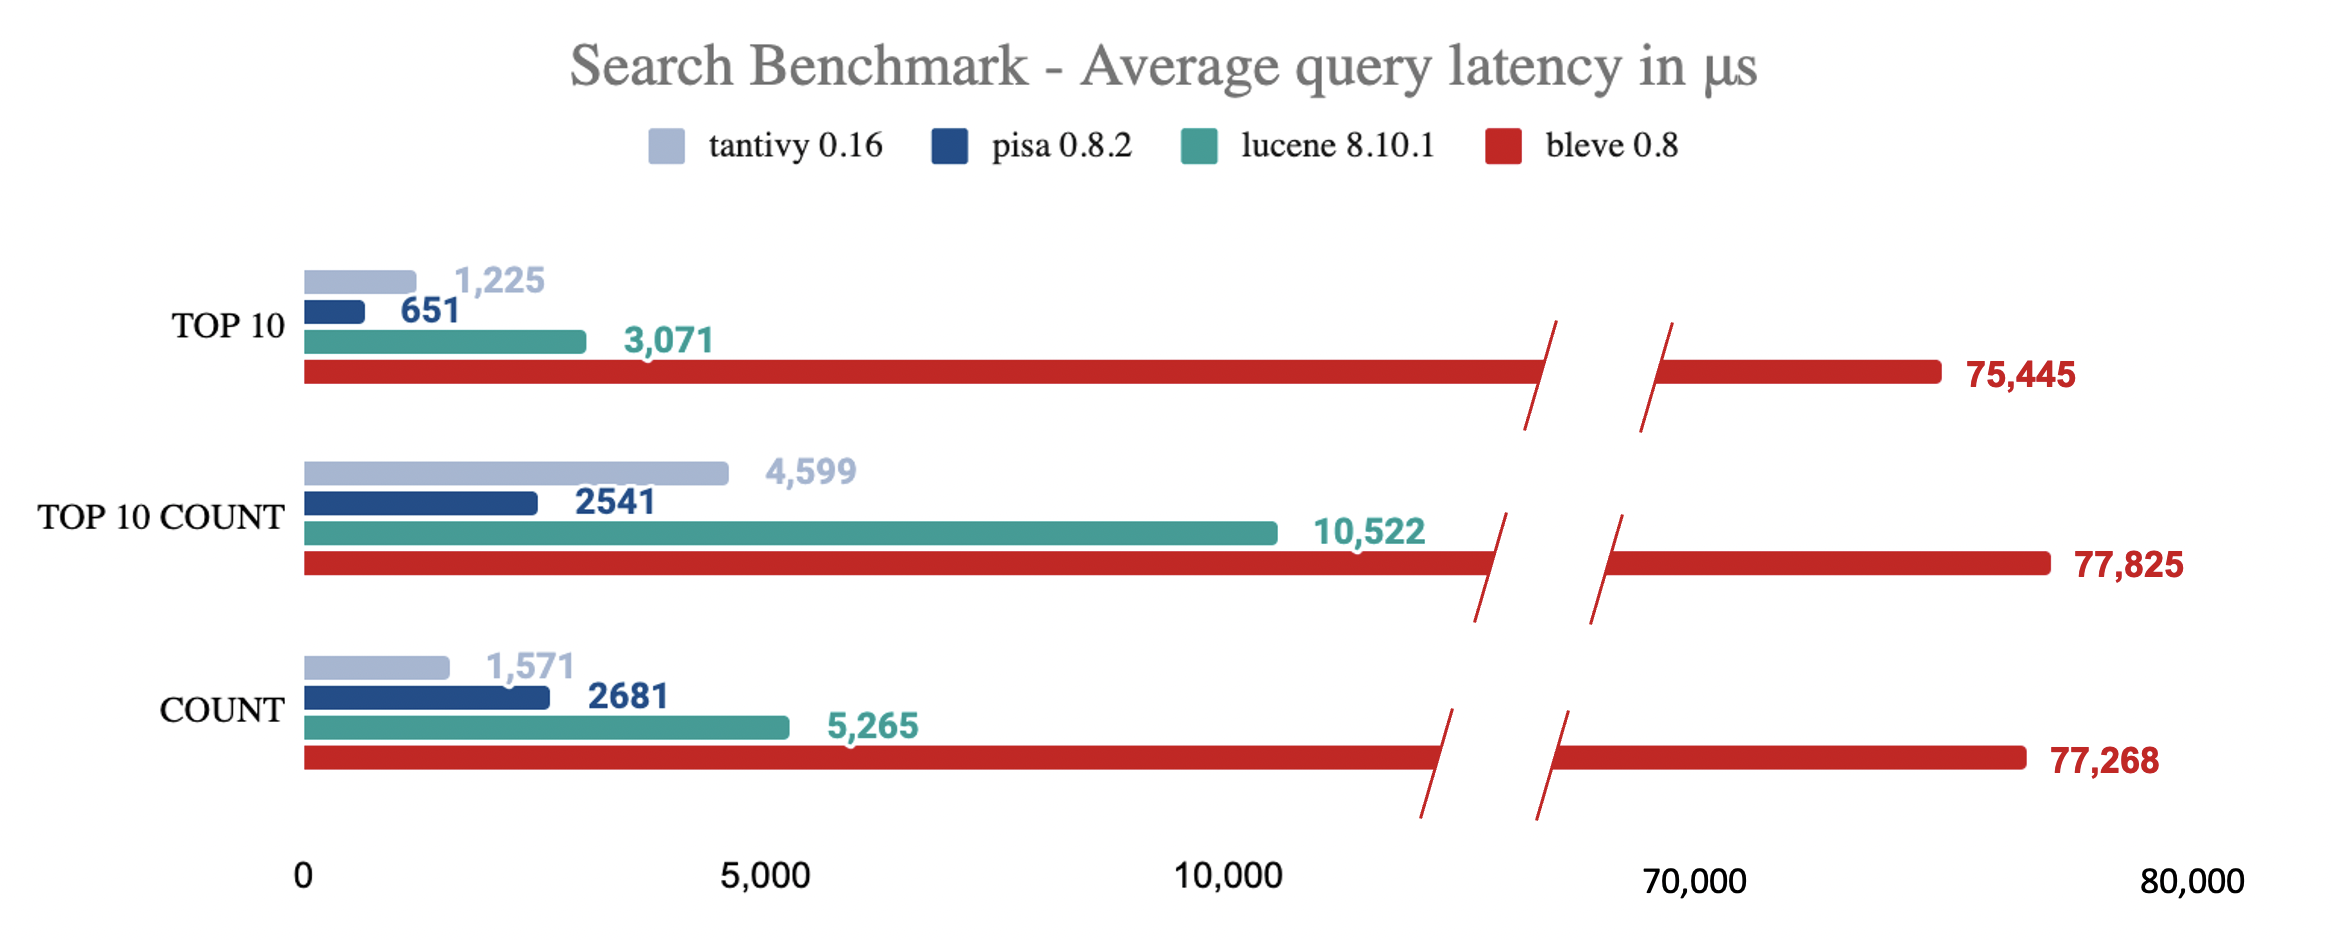 Search Benchmark - Average query latency in µs
tantivy 0.16 pisa 0.8.2 lucene 8.10.1 bleve 0.8
TOP 10
1,225
651
3,071
75,445
TOP 10 COUNT
4,599
2541
10,522
77,825
COUNT
1,571
2681
5,265
77,268
0 5,000 10,000 70,000 80,000